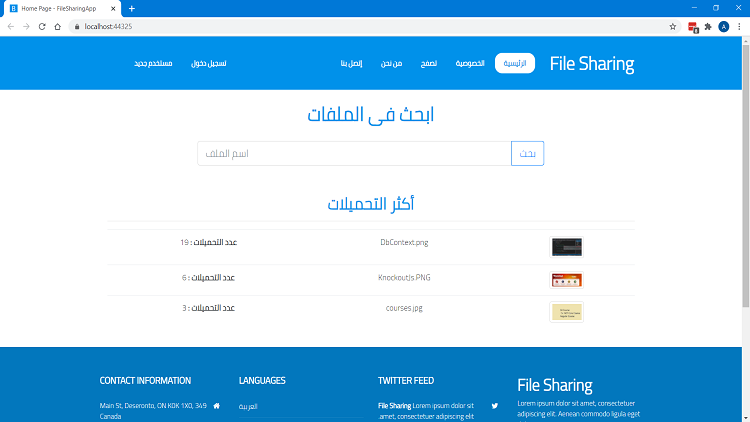 Home Page - FileSharingApp
localhost:44325
File Sharing
الرئيسية
الخصوصية
تصفح
من نحن
إتصل بنا
تسجيل دخول
مستخدم جديد
ابحث فى الملفات
اسم الملف
بحث
أكثر التحميلات
DbContext.png
عدد التحميلات : 19
KnockoutJs.PNG
عدد التحميلات : 6
courses.jpg
عدد التحميلات : 3
File Sharing
Lorem ipsum dolor sit amet, consectetuer
adipiscing elit. Aenean commodo ligula eget
TWITTER FEED
File Sharing Lorem ipsum dolor sit
amet, consectetuer adipiscing elit.
LANGUAGES
العربية
CONTACT INFORMATION
Main St, Deseronto, ON K0K 1X0, 349
Canada